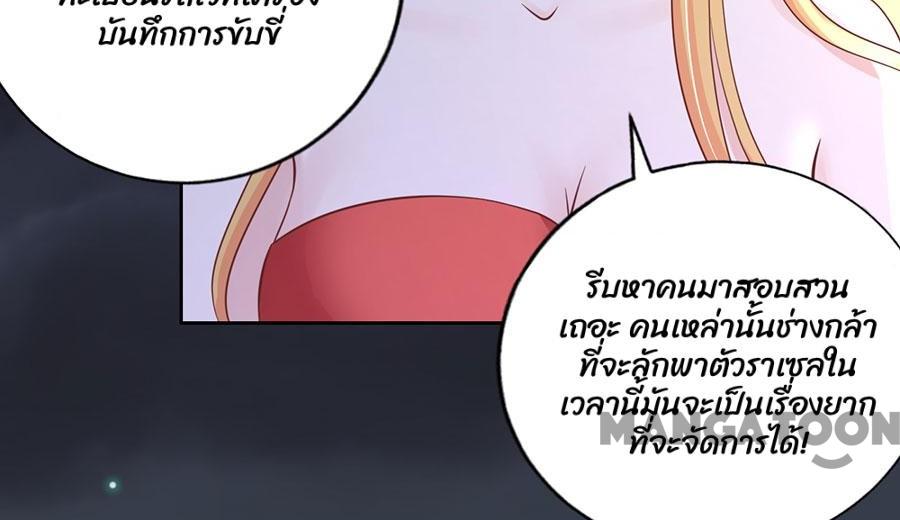 บันทึกการขับขี่
รีบหาคนมาสอบสวน
เถอะ คนเหล่านั้นช่างกล้า
ที่จะลักพาตัวราเซลใน
เวลานี้มันจะเป็นเรื่องยาก
ที่จะจัดการได้!
MANGATOON